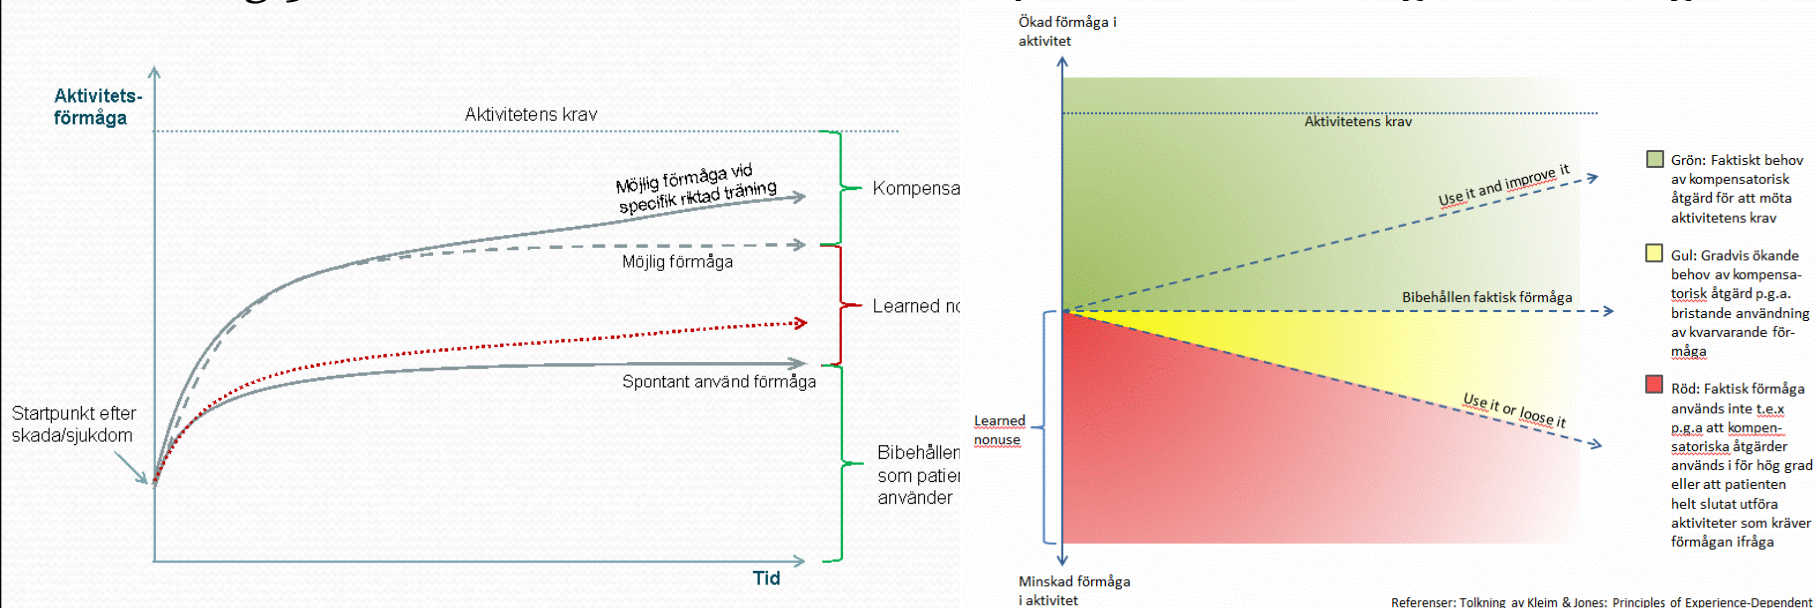 Aktivitets-
förmåga
Aktivitetens krav
Möjlig förmåga vid
specifik riktad träning
Kompensa
Möjlig förmåga
Learned no
Spontant använd förmåga
Startpunkt efter
skada/sjukdom
Bibehållen
som patien
använder
Tid
Ökad förmåga i
aktivitet
Aktivitetens krav
Use it and improve it
Bibehållen faktisk förmåga
Use it or loose it
Learned
nonuse
Minskad förmåga
i aktivitet
Grön: Faktiskt behov
av kompensatorisk
åtgärd för att möta
aktivitetens krav
Gul: Gradvis ökande
behov av kompensa-
torisk åtgärd p.g.a.
bristande användning
av kvarvarande för-
måga
Röd: Faktisk förmåga
används inte t.e.x
p.g.a att kompen-
satoriska åtgärder
används i för hög grad
eller att patienten
helt slutat utföra
aktiviteter som kräver
förmågan ifråga
Referenser: Tolkning av Kleim & Jones: Principles of Experience-Dependent